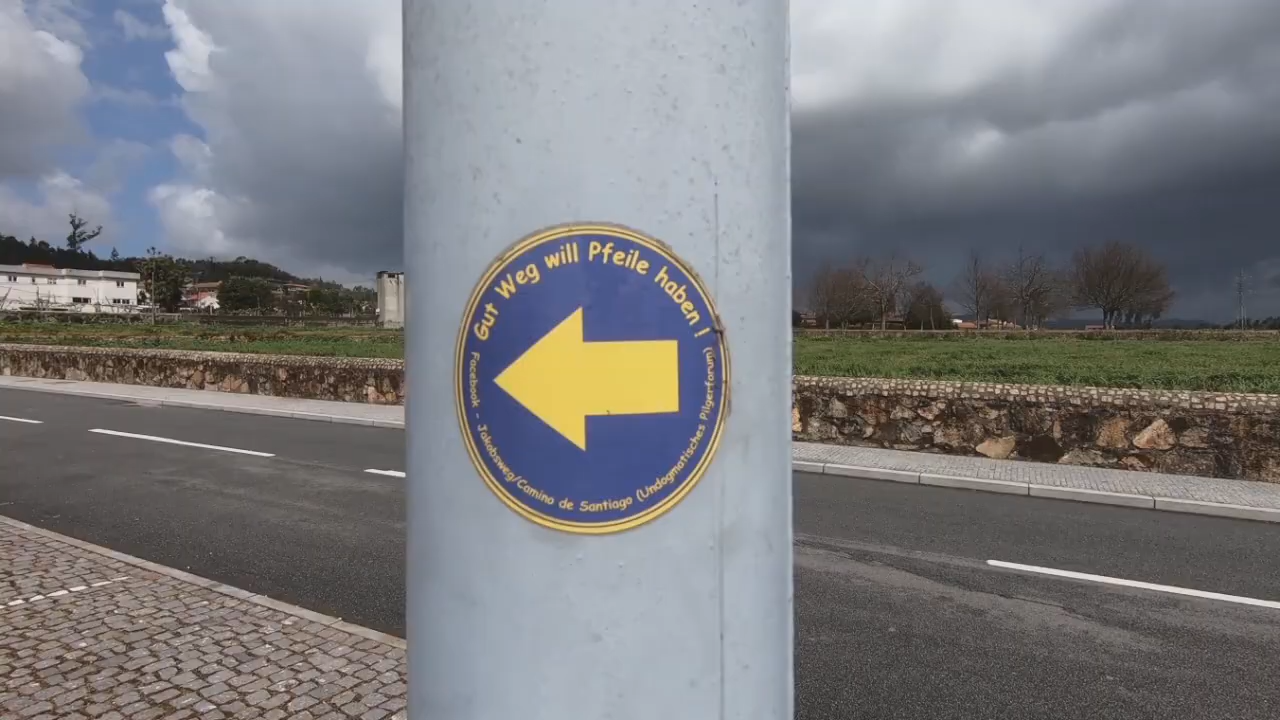 Gut Weg will Pfeile haben !
Facebook - Jakobsweg/Camino de Santiago (Undogmatisches Pilgerforum)